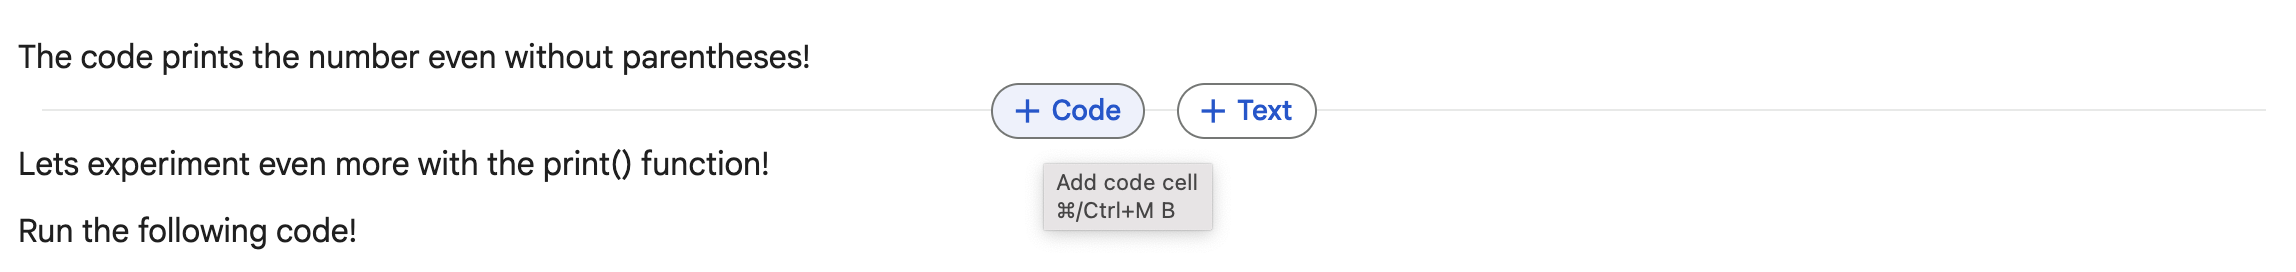 The code prints the number even without parentheses!
+ Code
+ Text
Lets experiment even more with the print() function!
Add code cell
⌘/Ctrl+M B
Run the following code!